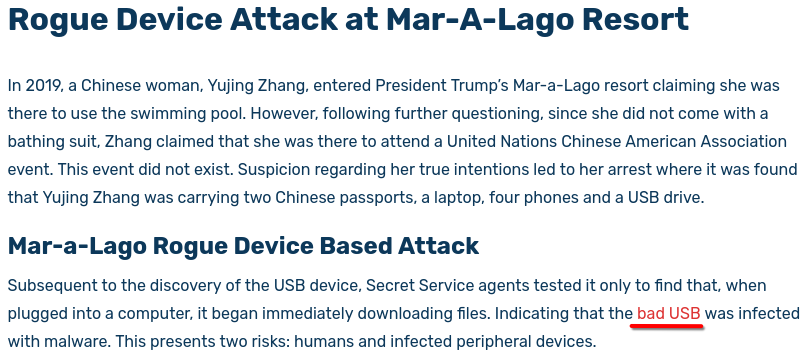 Rogue Device Attack at Mar-A-Lago Resort
In 2019, a Chinese woman, Yujing Zhang, entered President Trump’s Mar-a-Lago resort claiming she was
there to use the swimming pool. However, following further questioning, since she did not come with a
bathing suit, Zhang claimed that she was there to attend a United Nations Chinese American Association
event. This event did not exist. Suspicion regarding her true intentions led to her arrest where it was found
that Yujing Zhang was carrying two Chinese passports, a laptop, four phones and a USB drive.
Mar-a-Lago Rogue Device Based Attack
Subsequent to the discovery of the USB device, Secret Service agents tested it only to find that, when
plugged into a computer, it began immediately downloading files. Indicating that the bad USB was infected
with malware. This presents two risks: humans and infected peripheral devices.